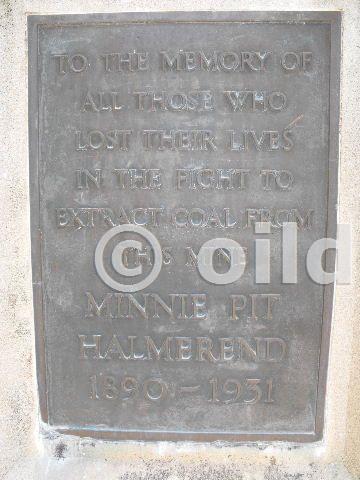 TO THE MEMORY OF
ALL THOSE WHO
LOST THEIR LIVES
IN THE FIGHT TO
EXTRACT COAL FROM
THIS MINE
© oild
MINNIE PIT
HALMEREND
1890 - 1931